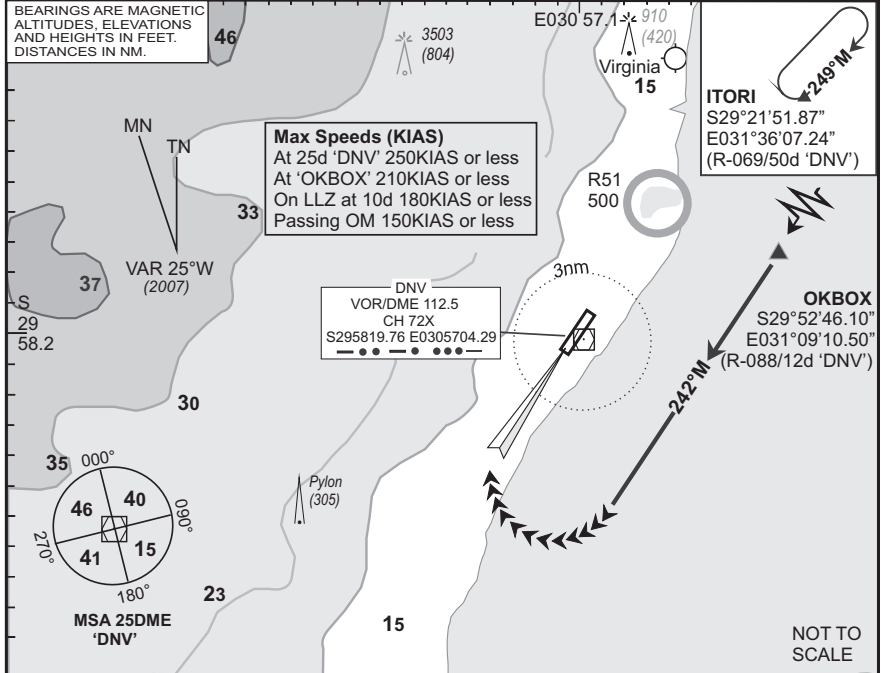 BEARINGS ARE MAGNETIC
ALTITUDES, ELEVATIONS
AND HEIGHTS IN FEET.
DISTANCES IN NM.
46
3503
(804)
E030 57.1
910
(420)
Virginia
15
249°M
ITORI
S29°21'51.87”
E031°36'07.24”
(R-069/50d ‘DNV’)
MN
TN
VAR 25°W
(2007)
Max Speeds (KIAS)
At 25d ‘DNV’ 250KIAS or less
At ‘OKBOX’ 210KIAS or less
On LLZ at 10d 180KIAS or less
Passing OM 150KIAS or less
R51
500
33
37
S
29
58.2
3nm
DNV
VOR/DME 112.5
CH 72X
S295819.76 E0305704.29
OKBOX
S29°52'46.10”
E031°09'10.50”
(R-088/12d ‘DNV’)
242°M
30
35
000°
090°
180°
270°
46
40
41
15
MSA 25DME
‘DNV’
Pylon
(305)
23
15
NOT TO
SCALE